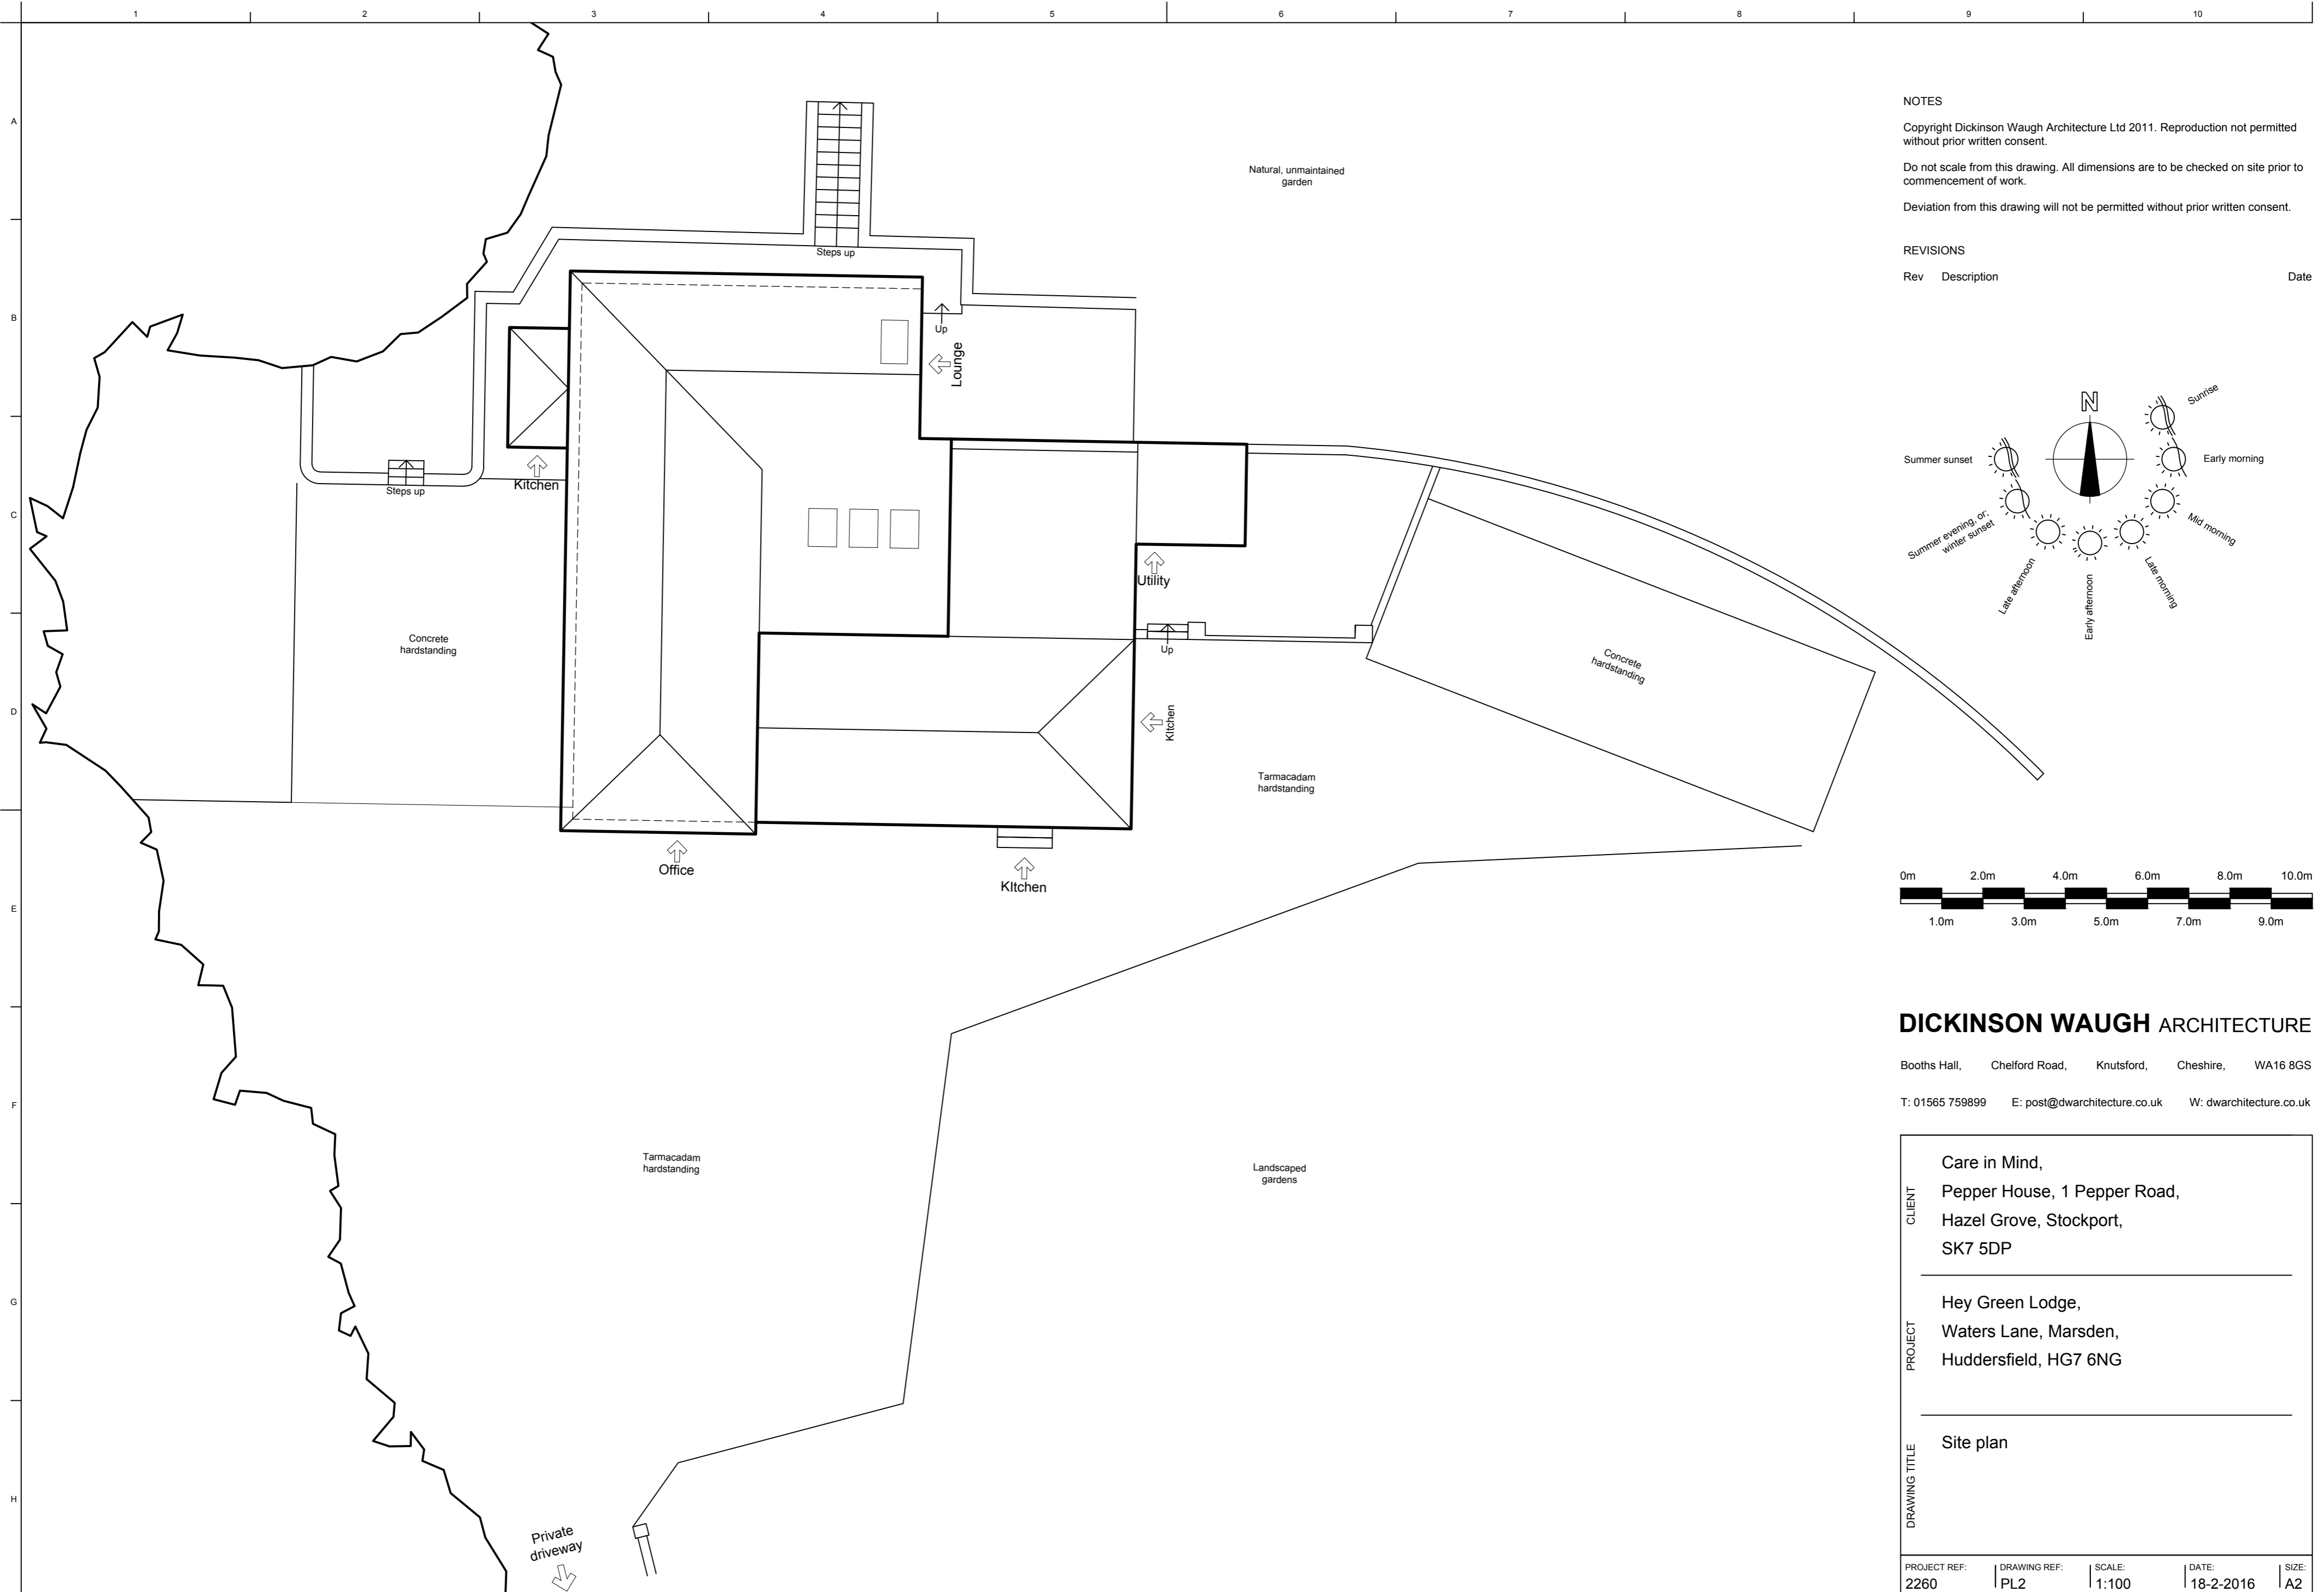 1 2 3 4 5 6 7 8 9 10
A
B
C
D
E
F
G
H
Natural, unmaintained
garden
Steps up
Up
Lounge
Kitchen
Steps up
Utility
Up
Concrete
hardstanding
Concrete
hardstanding
KItchen
Tarmacadam
hardstanding
Office
KItchen
Tarmacadam
hardstanding
Landscaped
gardens
Private
driveway
NOTES
Copyright Dickinson Waugh Architecture Ltd 2011. Reproduction not permitted
without prior written consent.
Do not scale from this drawing. All dimensions are to be checked on site prior to
commencement of work.
Deviation from this drawing will not be permitted without prior written consent.
REVISIONS
Rev Description Date
N
Sunrise
Early morning
Mid morning
Late morning
Early afternoon
Late afternoon
Summer evening, or;
winter sunset
Summer sunset
0m 2.0m 4.0m 6.0m 8.0m 10.0m
1.0m 3.0m 5.0m 7.0m 9.0m
DICKINSON WAUGH ARCHITECTURE
Booths Hall, Chelford Road, Knutsford, Cheshire, WA16 8GS
T: 01565 759899 E: post@dwarchitecture.co.uk W: dwarchitecture.co.uk
CLIENT
Care in Mind,
Pepper House, 1 Pepper Road,
Hazel Grove, Stockport,
SK7 5DP
PROJECT
Hey Green Lodge,
Waters Lane, Marsden,
Huddersfield, HG7 6NG
DRAWING TITLE
Site plan
PROJECT REF: DRAWING REF: SCALE: DATE: SIZE:
2260 PL2 1:100 18-2-2016 A2